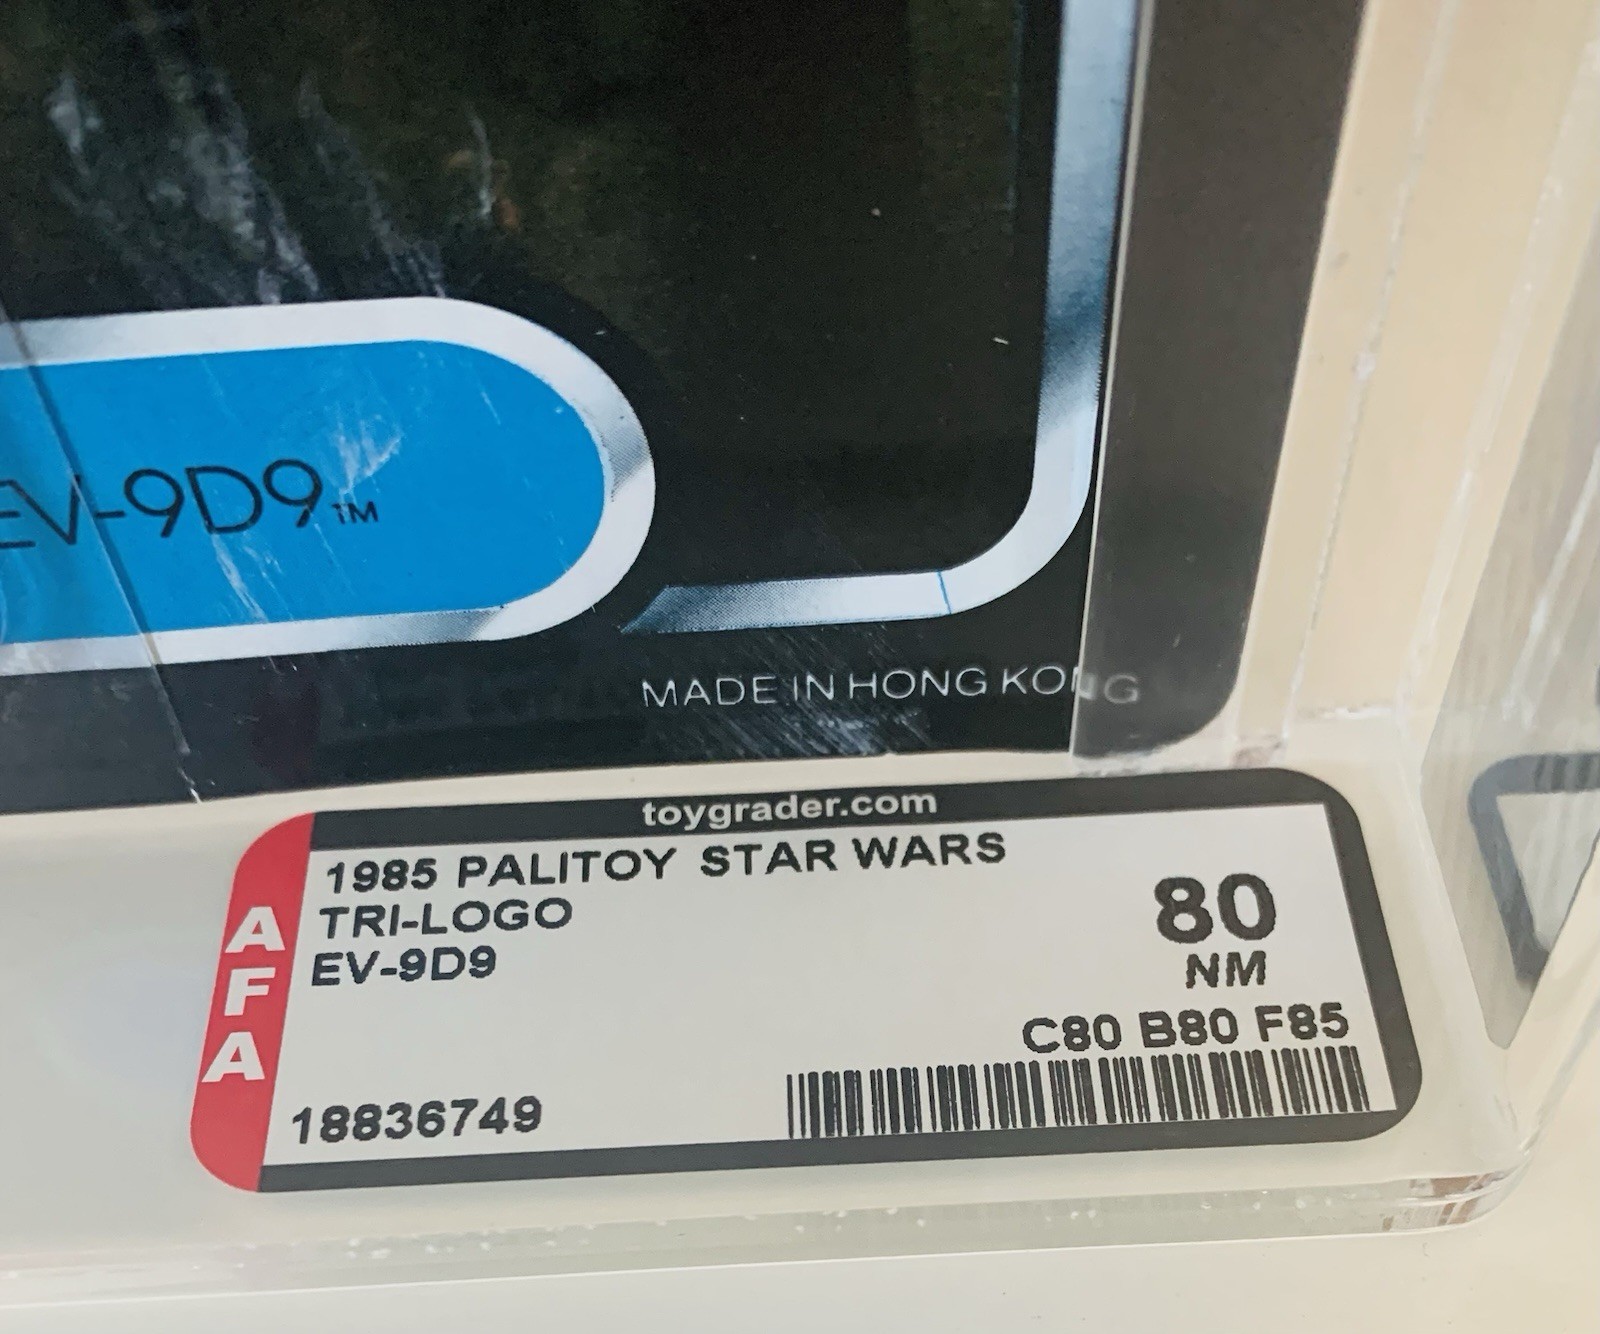 EV-9D9™
MADE IN HONG KONG
toygrader.com
1985 PALITOY STAR WARS
TRI-LOGO
EV-9D9
80
NM
C80 B80 F85
18836749
AFA